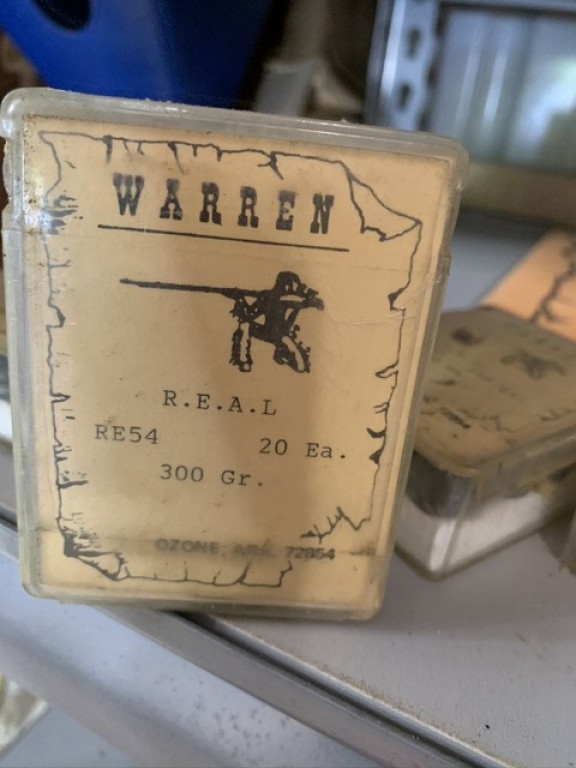 WARREN
R.E.A.L
RE54 20 Ea.
300 Gr.
OZONE, ARK. 72854